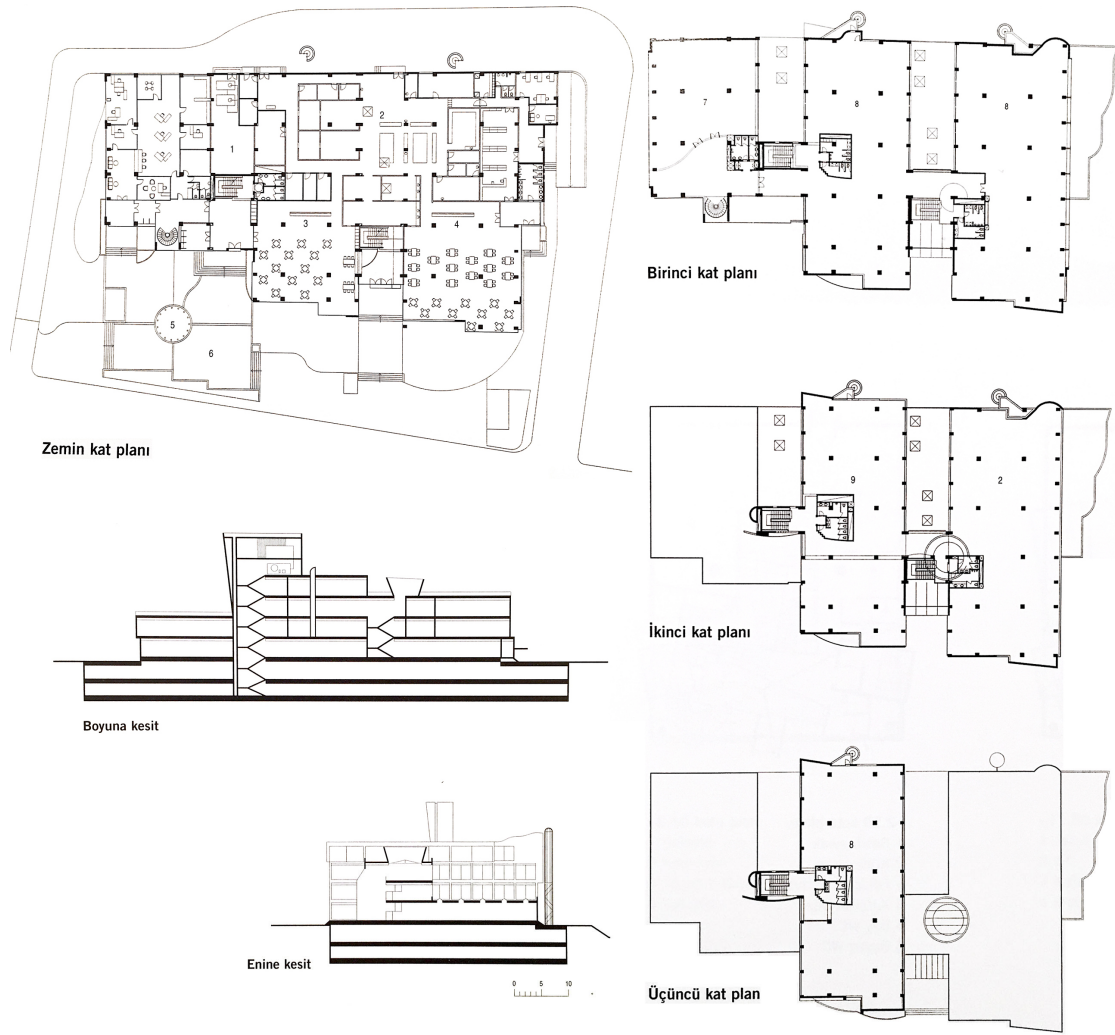 1
2
3
4
5
6
Zemin kat planı
7
8
8
Birinci kat planı
9
2
İkinci kat planı
Boyuna kesit
8
Üçüncü kat plan
Enine kesit
0 5 10